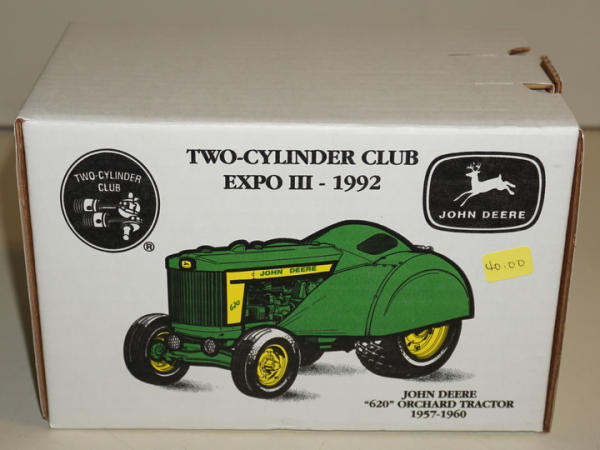 TWO-CYLINDER CLUB
EXPO III - 1992
TWO-CYLINDER
CLUB
®
JOHN DEERE
40.00
JOHN DEERE
620
JOHN DEERE
"620" ORCHARD TRACTOR
1957-1960